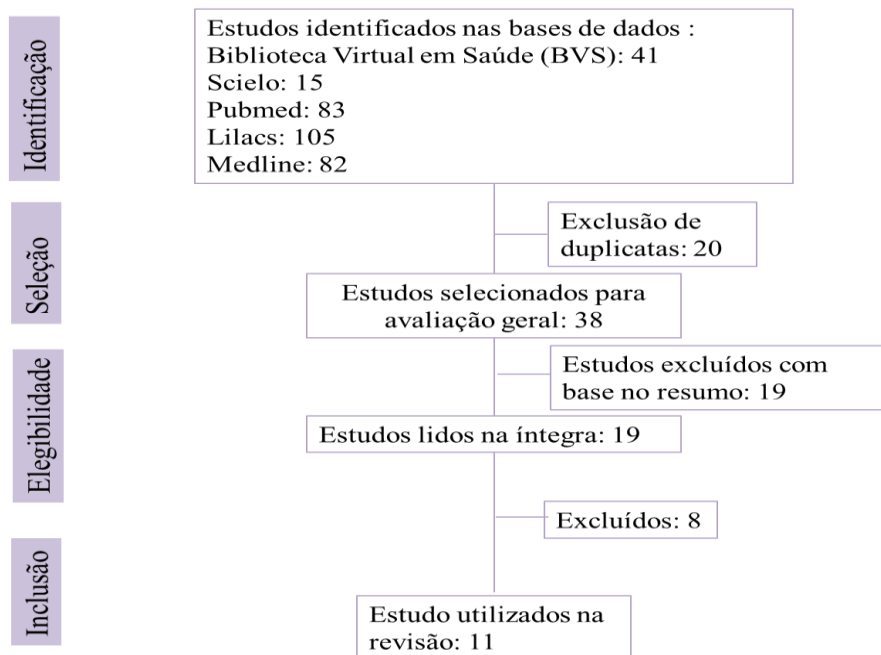 Identificação
Estudos identificados nas bases de dados :
Biblioteca Virtual em Saúde (BVS): 41
Scielo: 15
Pubmed: 83
Lilacs: 105
Medline: 82
Seleção
Exclusão de
duplicatas: 20
Estudos selecionados para
avaliação geral: 38
Elegibilidade
Estudos excluídos com
base no resumo: 19
Estudos lidos na íntegra: 19
Excluídos: 8
Inclusão
Estudo utilizados na
revisão: 11